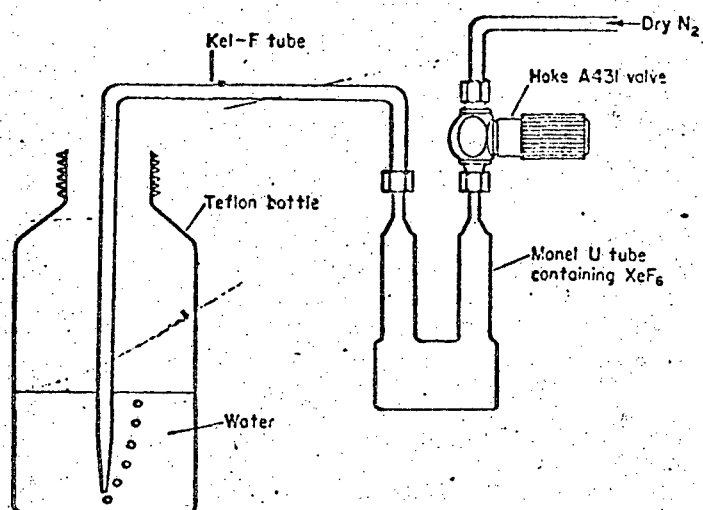 Kel-F tube
Dry N2
Hoke A431 valve
Teflon bottle
Monel U tube
containing XeF6
Water